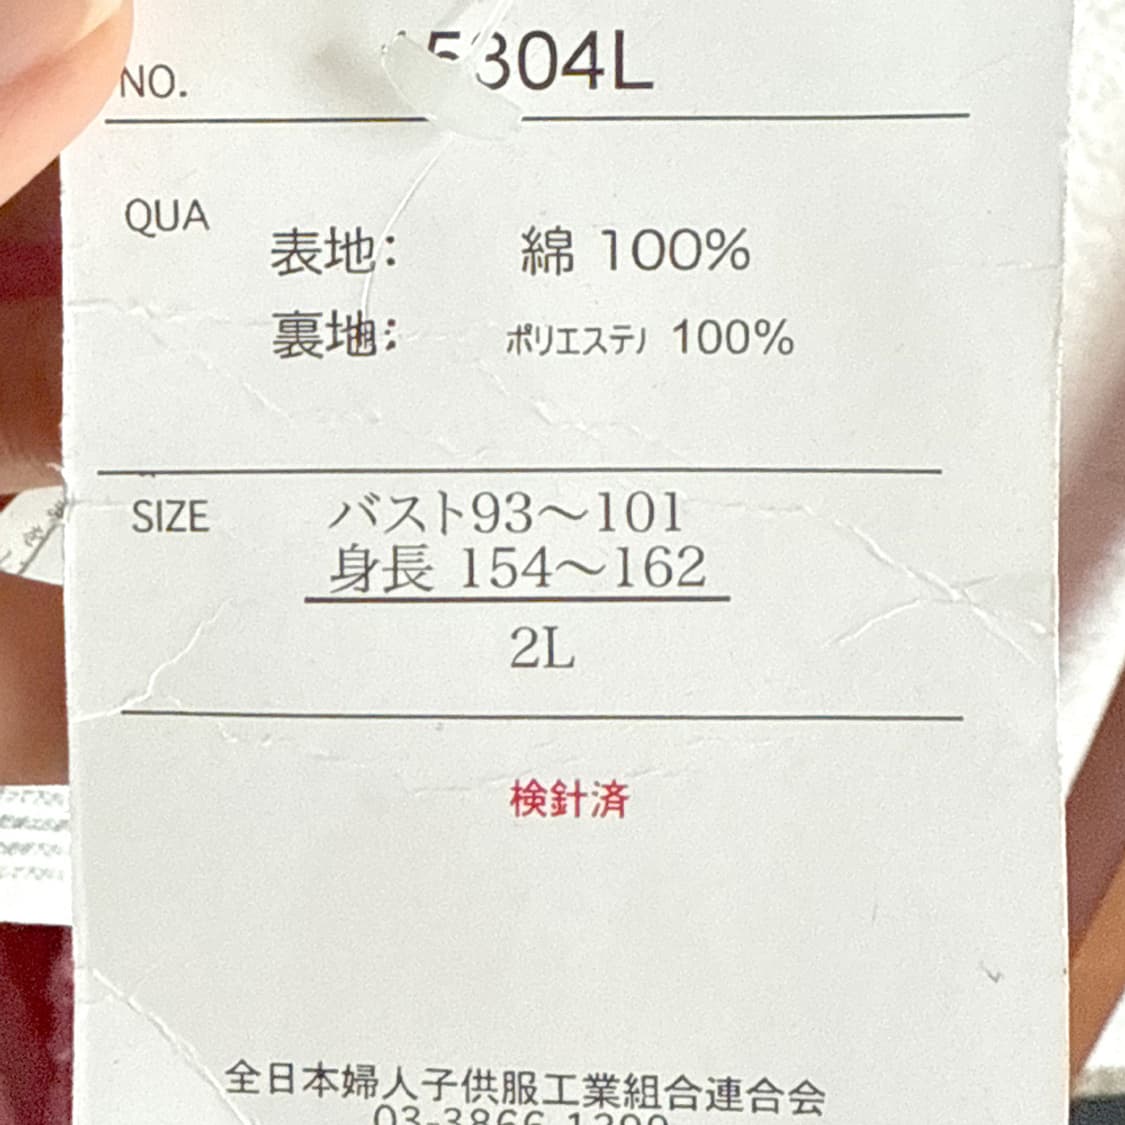 NO. 5304L
QUA
表地: 綿 100%
裏地: ポリエステル 100%
SIZE バスト93～101
身長 154～162
2L
検針済
全日本婦人子供服工業組合連合会